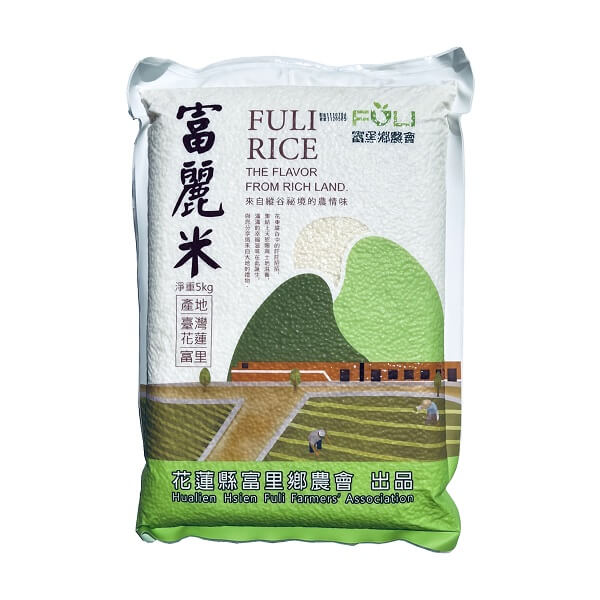 富麗米
淨重5kg
產地
臺灣
花蓮
富里
FULI
RICE
THE FLAVOR
FROM RICH LAND.
來自縱谷祕境的農情味
FULI
富里鄉農會
花蓮縣富里鄉農會 出品
Hualien Hsien Fuli Farmers' Association